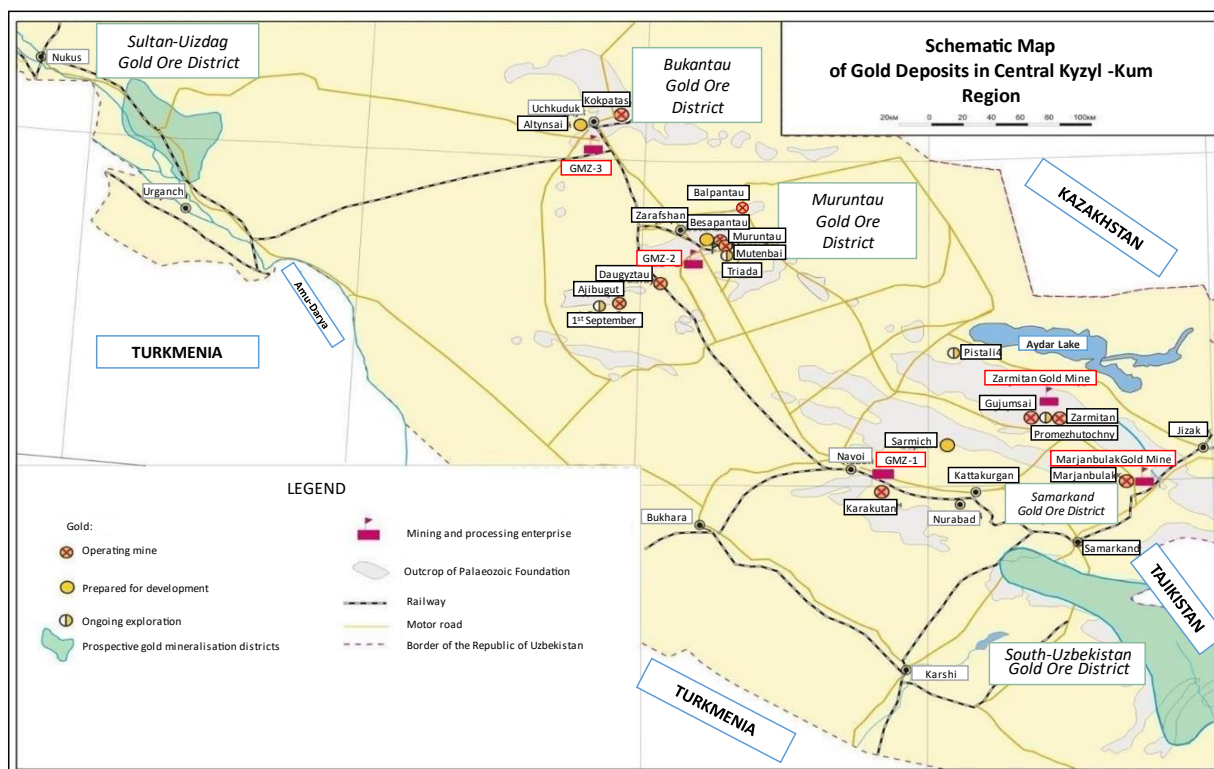 Schematic Map
of Gold Deposits in Central Kyzyl -Kum
Region
20км 0 20 40 60 80 100км
Sultan-Uizdag
Gold Ore District
Nukus
Bukantau
Gold Ore
District
Uchkuduk
Kokpatas
Altynsai
GMZ-3
Urganch
Balpantau
Muruntau
Gold Ore
District
KAZAKHSTAN
Zarafshan
Besapantau
Muruntau
Mutenbai
GMZ-2
Triada
Daugyztau
Ajibugut
1st September
Amu-Darya
TURKMENIA
Aydar Lake
Pistali4
Zarmitan Gold Mine
Gujumsai
Zarmitan
Promezhutochny
Jizak
Sarmich
Navoi
GMZ-1
MarjanbulakGold Mine
Marjanbulak
Kattakurgan
Karakutan
Nurabad
Samarkand
Gold Ore District
Bukhara
Samarkand
TAJIKISTAN
South-Uzbekistan
Gold Ore District
Karshi
TURKMENIA
LEGEND
Gold:
Operating mine
Prepared for development
Ongoing exploration
Prospective gold mineralisation districts
Mining and processing enterprise
Outcrop of Palaeozoic Foundation
Railway
Motor road
Border of the Republic of Uzbekistan